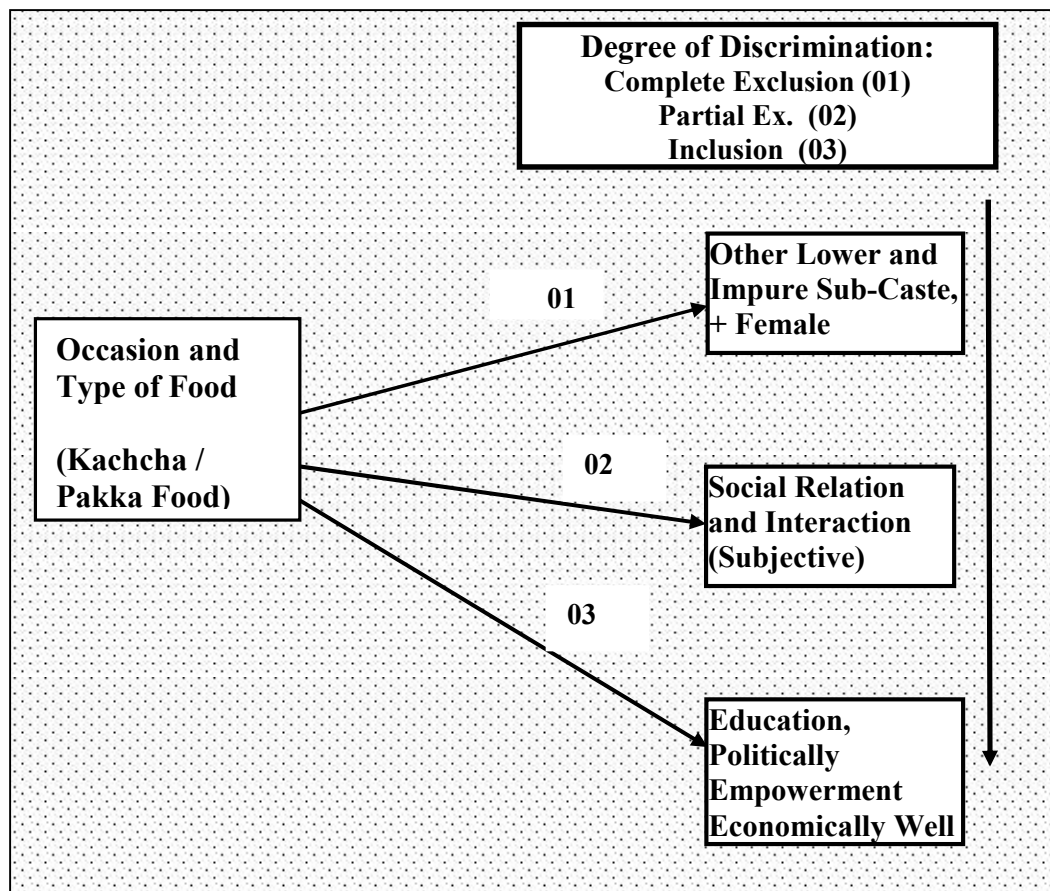 Degree of Discrimination:
Complete Exclusion (01)
Partial Ex. (02)
Inclusion (03)
Other Lower and
Impure Sub-Caste,
+ Female
01
Occasion and
Type of Food
(Kachcha /
Pakka Food)
02
Social Relation
and Interaction
(Subjective)
03
Education,
Politically
Empowerment
Economically Well